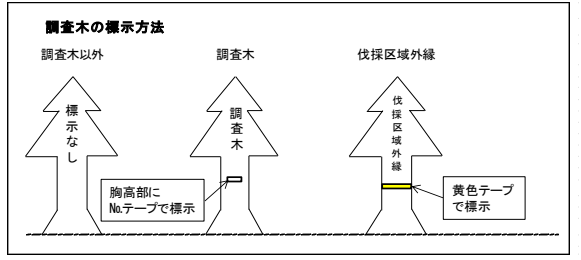 調査木の標示方法
調査木以外
調査木
伐採区域外縁
標示なし
調査木
伐採区域外縁
胸高部に
№テープで標示
黄色テープ
で標示